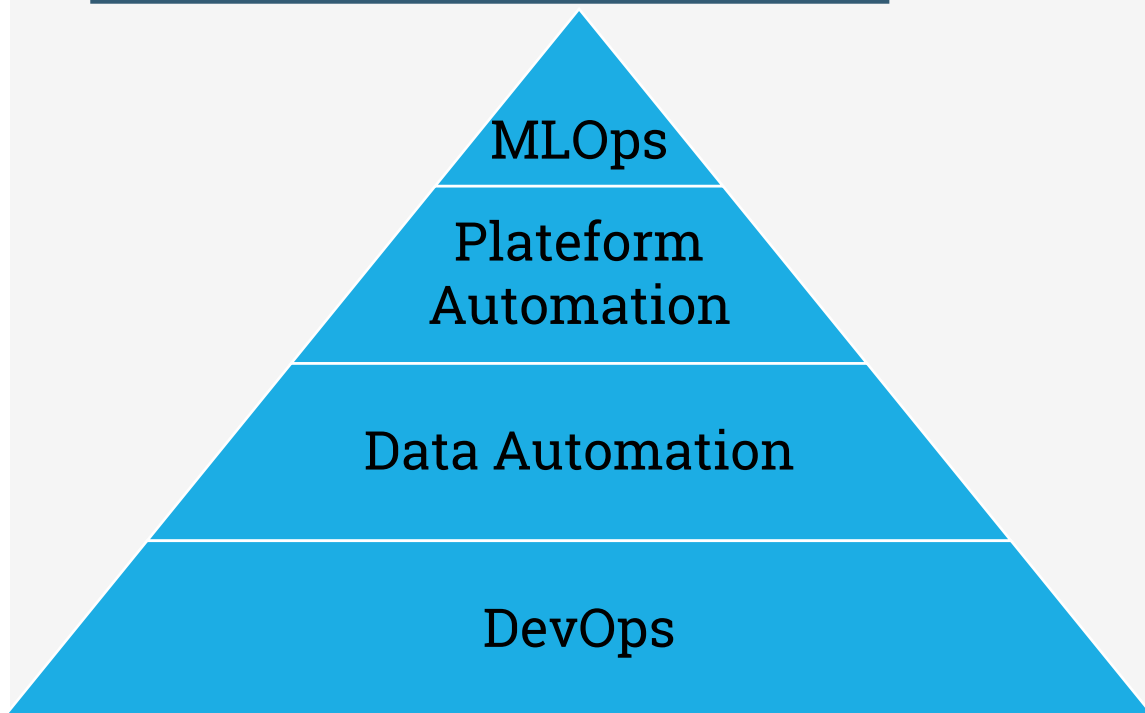 MLOps
Plateform
Automation
Data Automation
DevOps